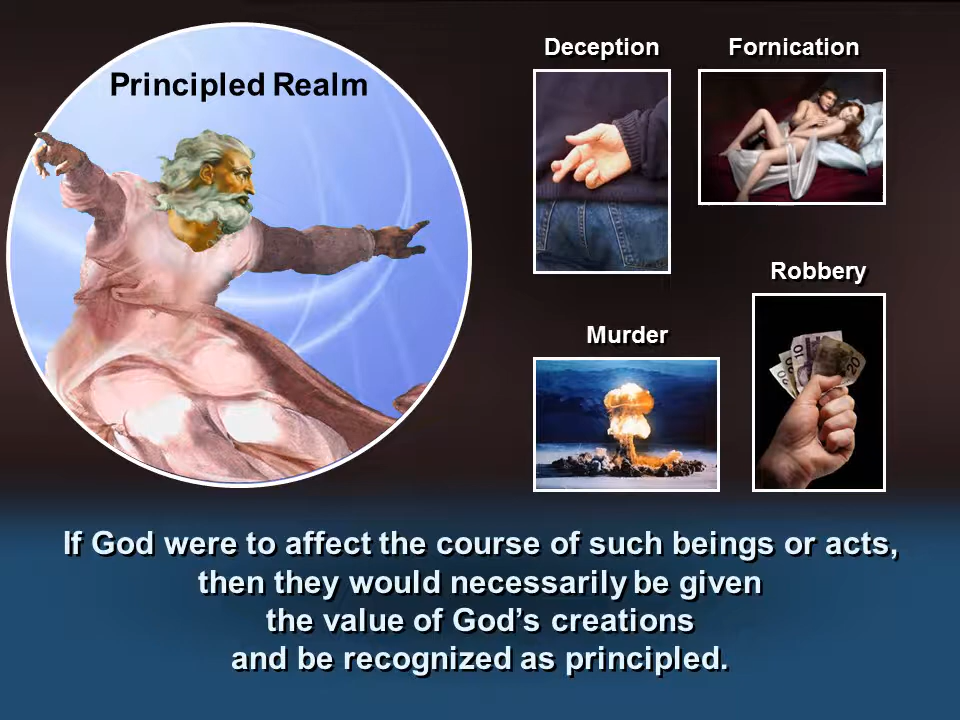 Principled Realm
Deception
Fornication
Robbery
Murder
If God were to affect the course of such beings or acts,
then they would necessarily be given
the value of God’s creations
and be recognized as principled.